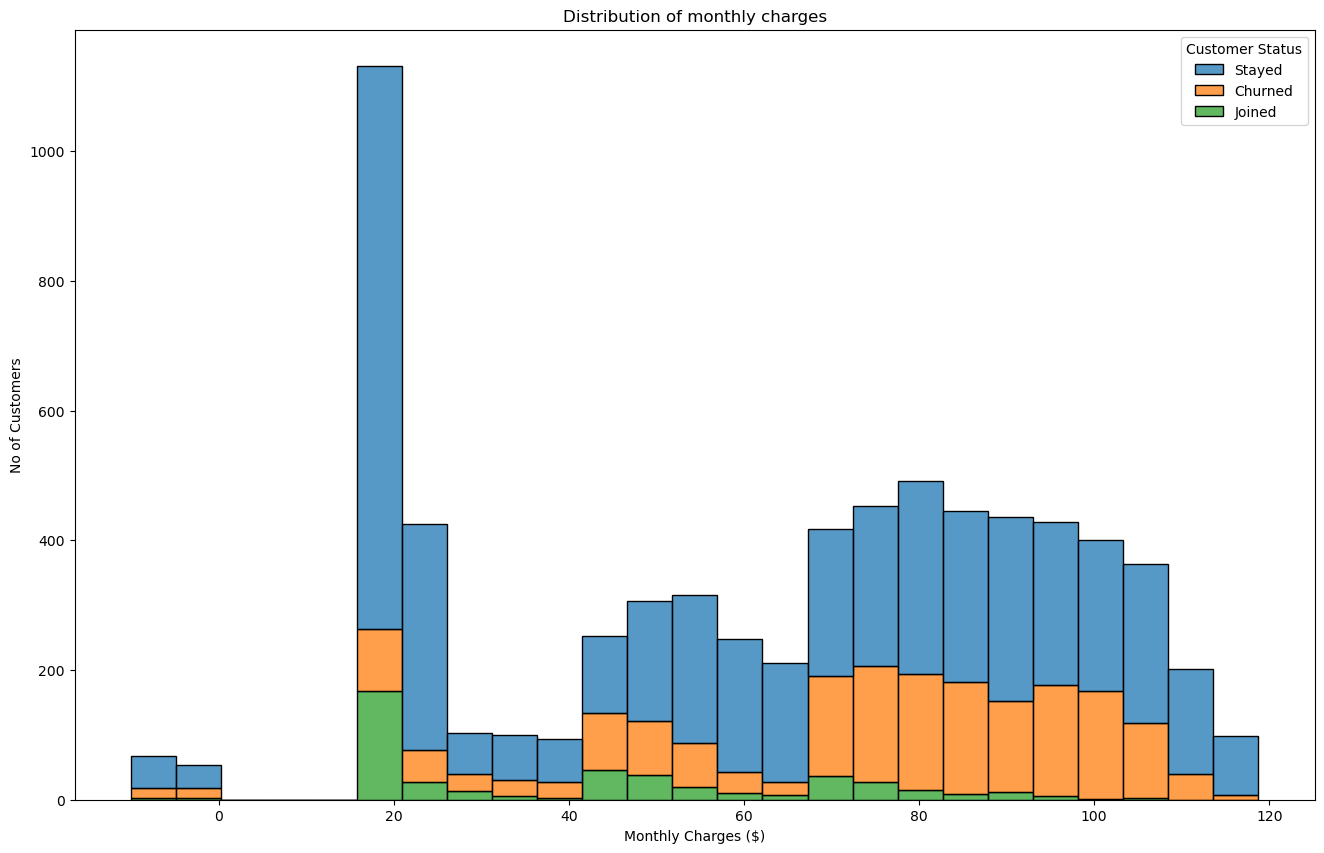 Distribution of monthly charges
Customer Status
Stayed
Churned
Joined
1000
800
600
400
200
0
No of Customers
0
20
40
60
80
100
120
Monthly Charges ($)